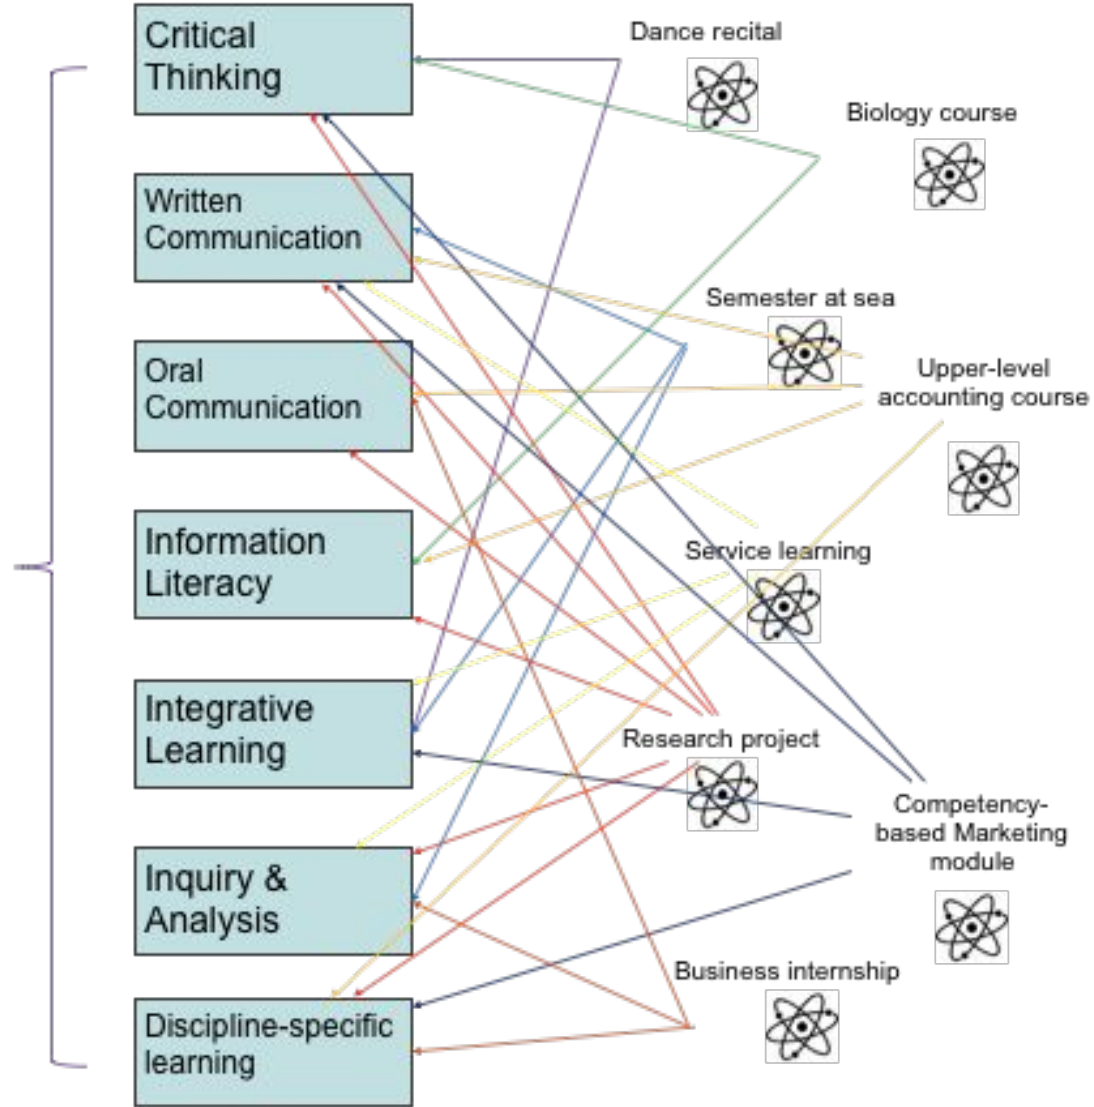 Critical
Thinking
Written
Communication
Oral
Communication
Information
Literacy
Integrative
Learning
Inquiry &
Analysis
Discipline-specific
learning
Dance recital
Biology course
Semester at sea
Upper-level
accounting course
Service learning
Research project
Competency-
based Marketing
module
Business internship